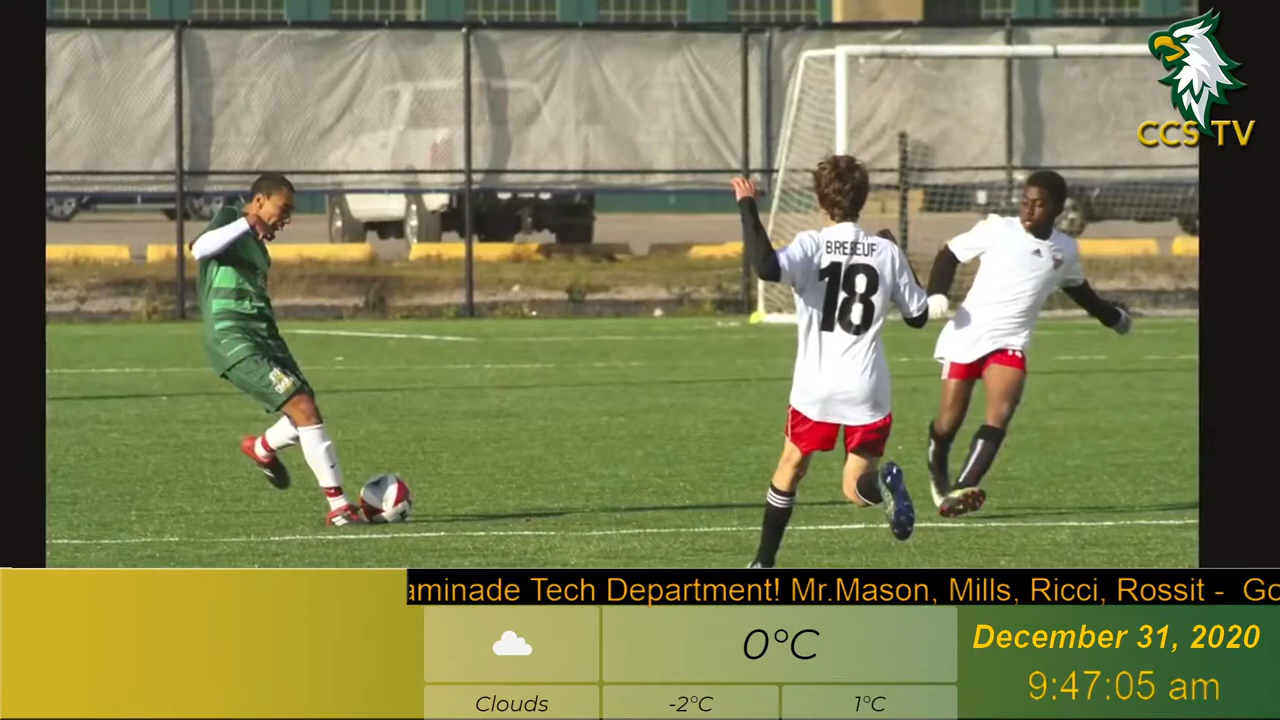 CCS TV
BREBEUF
18
aminade Tech Department! Mr.Mason, Mills, Ricci, Rossit - Go
0°C
December 31, 2020
9:47:05 am
Clouds
-2°C
1°C